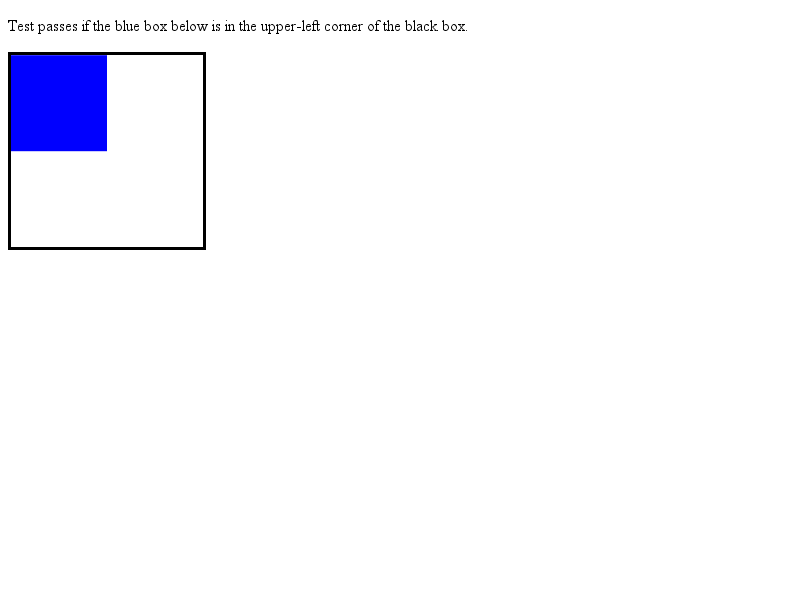 Test passes if the blue box below is in the upper-left corner of the black box.